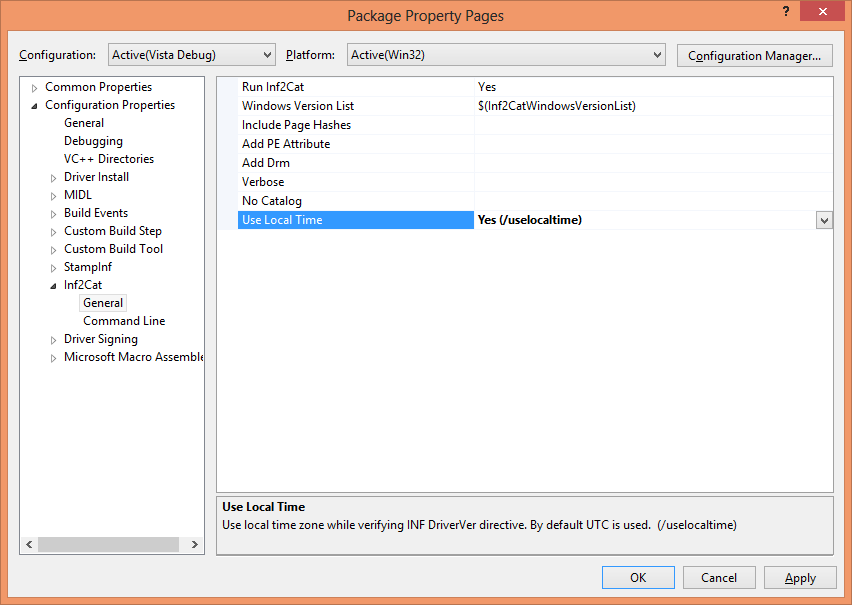 Package Property Pages
? ×
Configuration: Active(Vista Debug) Platform: Active(Win32) Configuration Manager...
Common Properties
Configuration Properties
General
Debugging
VC++ Directories
Driver Install
MIDL
Build Events
Custom Build Step
Custom Build Tool
StampInf
Inf2Cat
General
Command Line
Driver Signing
Microsoft Macro Assemble
Run Inf2Cat Yes
Windows Version List $(Inf2CatWindowsVersionList)
Include Page Hashes
Add PE Attribute
Add Drm
Verbose
No Catalog
Use Local Time Yes (/uselocaltime)
Use Local Time
Use local time zone while verifying INF DriverVer directive. By default UTC is used. (/uselocaltime)
OK Cancel Apply